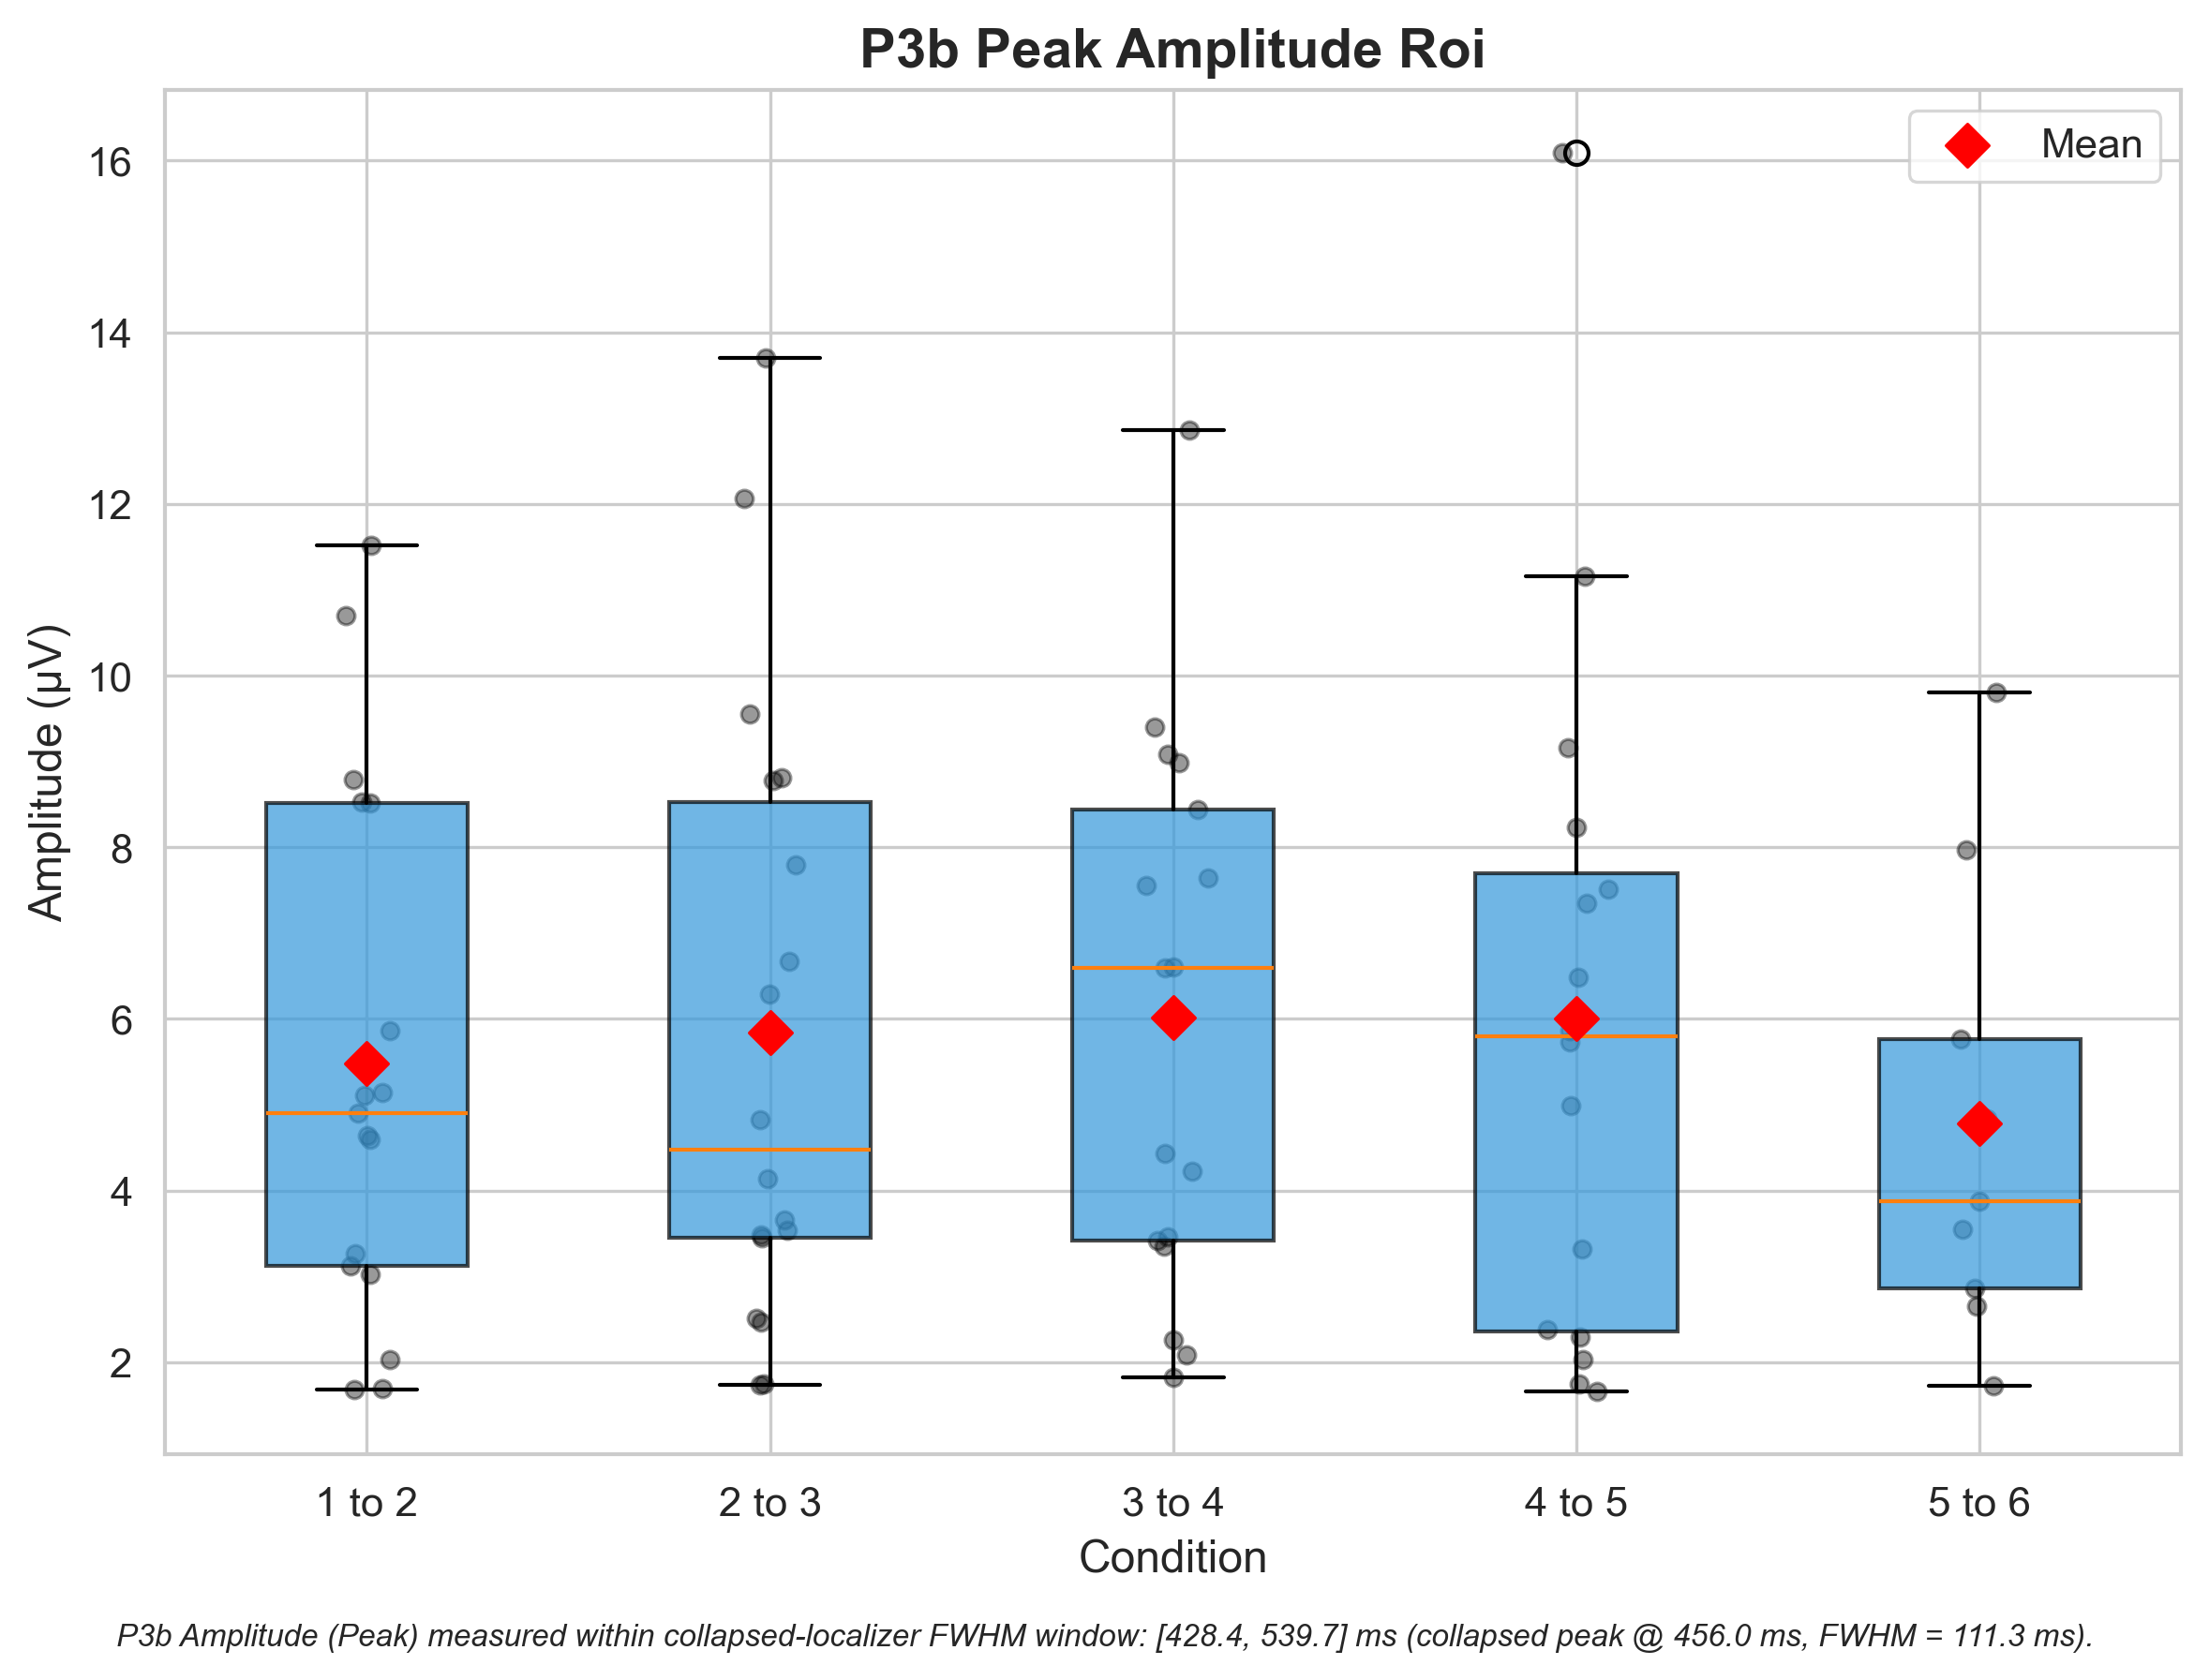 P3b Peak Amplitude Roi
Mean
Amplitude (µV)
16
14
12
10
8
6
4
2
1 to 2 2 to 3 3 to 4 4 to 5 5 to 6
Condition
P3b Amplitude (Peak) measured within collapsed-localizer FWHM window: [428.4, 539.7] ms (collapsed peak @ 456.0 ms, FWHM = 111.3 ms).